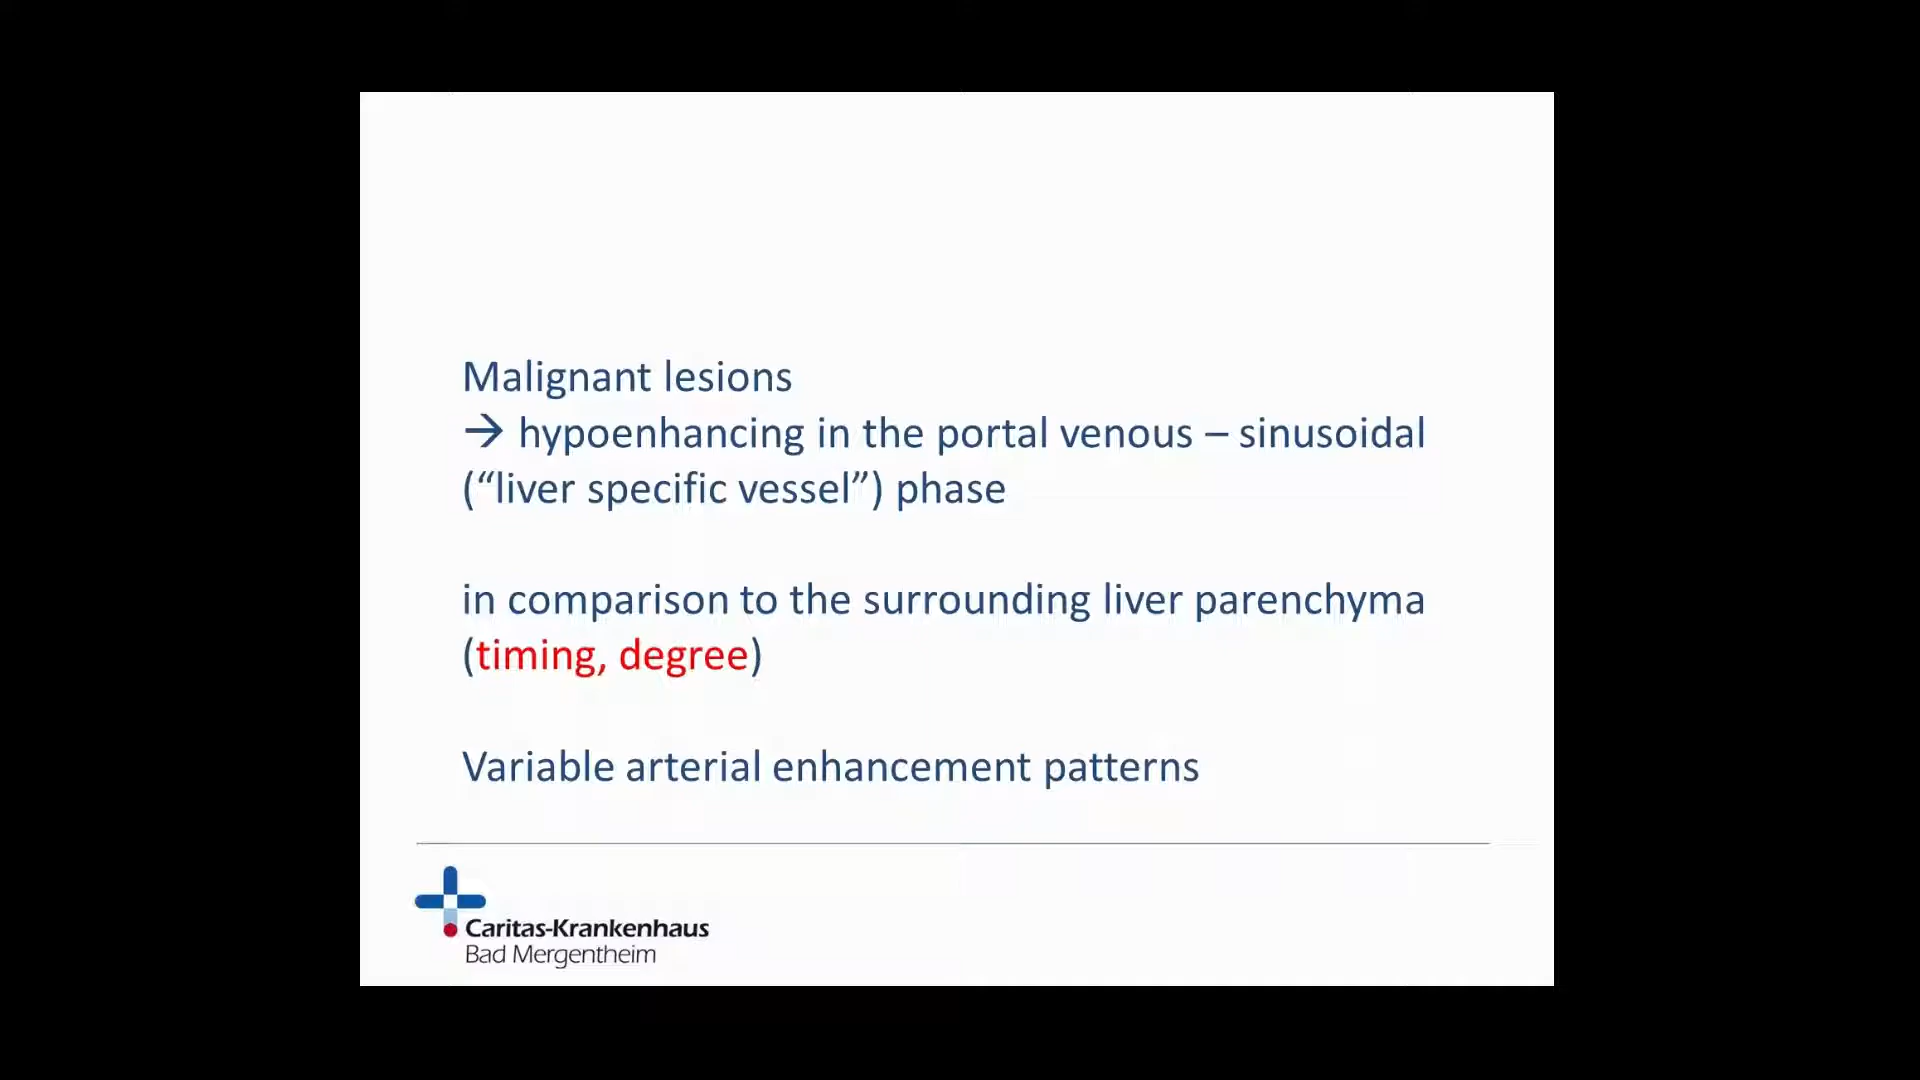 Malignant lesions
→ hypoenhancing in the portal venous – sinusoidal
(“liver specific vessel”) phase
in comparison to the surrounding liver parenchyma
(timing, degree)
Variable arterial enhancement patterns
Caritas-Krankenhaus
Bad Mergentheim